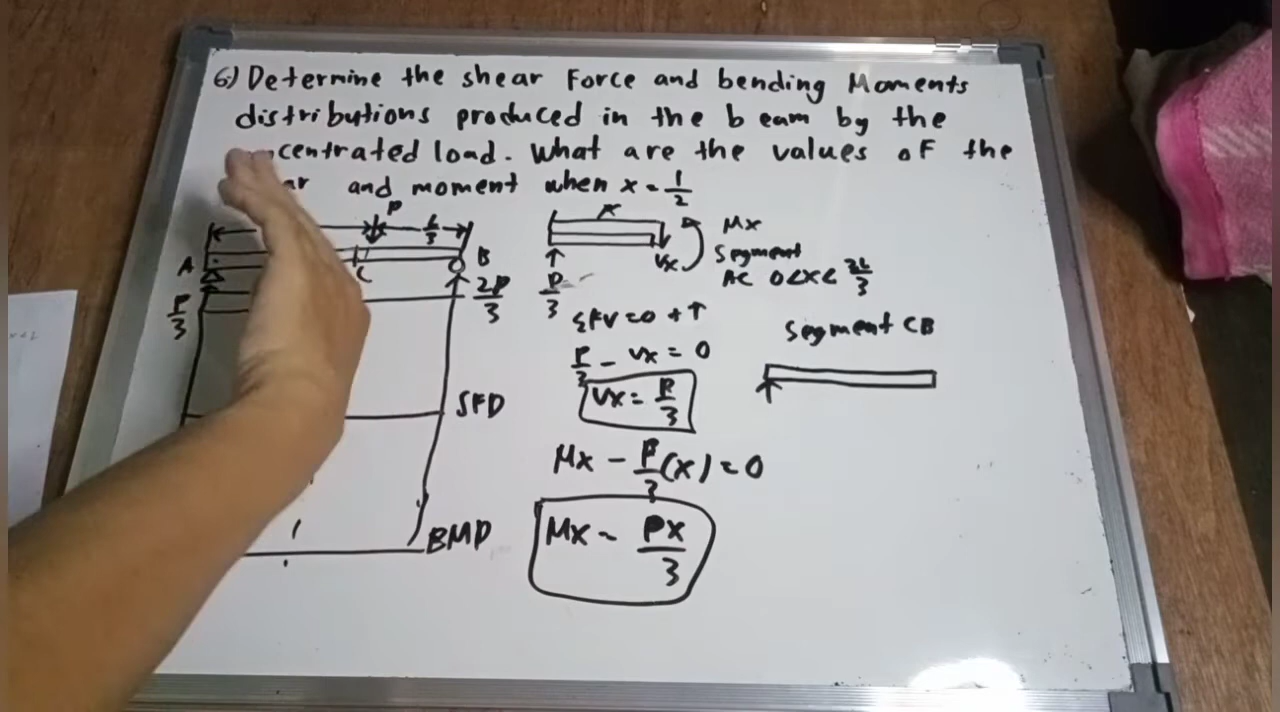 6) Determine the shear Force and bending Moments
distributions produced in the beam by the
load. What are the values of the
and moment when x = 1/2
P
L/3
A
B
C
P/3
2P/3
SFD
BMD
x
Mx
Vx
P/3
Segment
AC 0<x<2L/3
ΣFV=0 +↑
P/3 - Vx = 0
Vx = P/3
Mx - P/3(x) = 0
Mx = Px/3
Segment CB